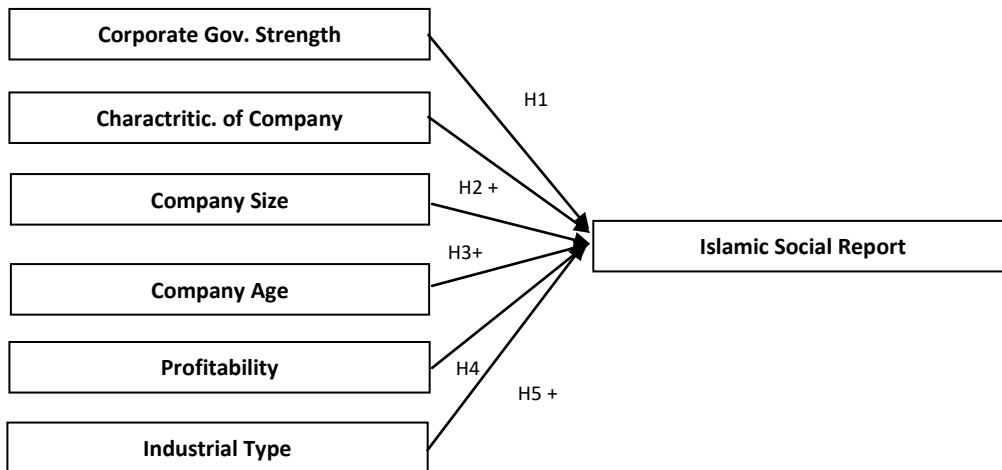 Corporate Gov. Strength
H1
Charactritic. of Company
H2 +
Company Size
Islamic Social Report
H3+
Company Age
Profitability
H4
H5 +
Industrial Type